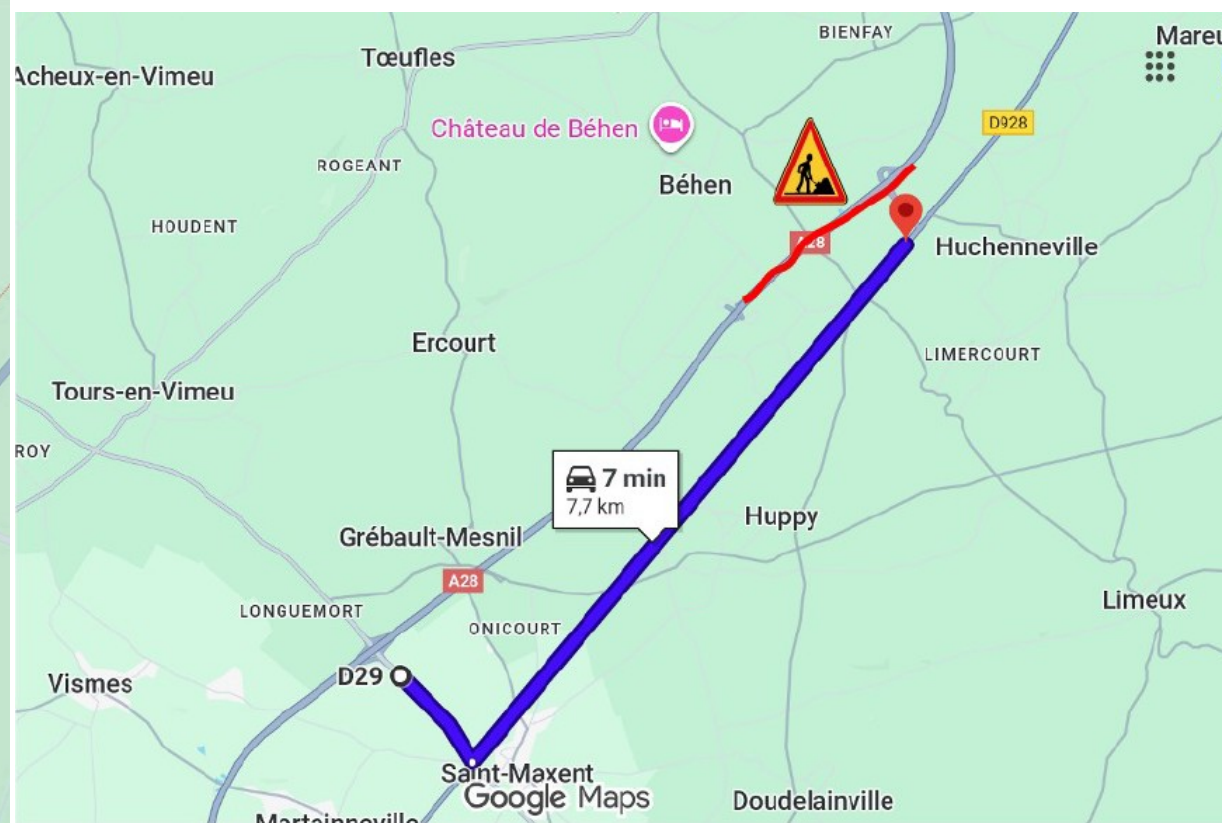 BIENFAY
Mareu
Tœufles
Acheux-en-Vimeu
D928
Château de Béhen
ROGEANT
Béhen
HOUDENT
A28
Huchenneville
Ercourt
LIMERCOURT
Tours-en-Vimeu
ROY
7 min
7,7 km
Huppy
Grébault-Mesnil
A28
LONGUEMORT
Limeux
ONICOURT
D29
Vismes
Saint-Maxent
Google Maps
Doudelainville
Martainneville